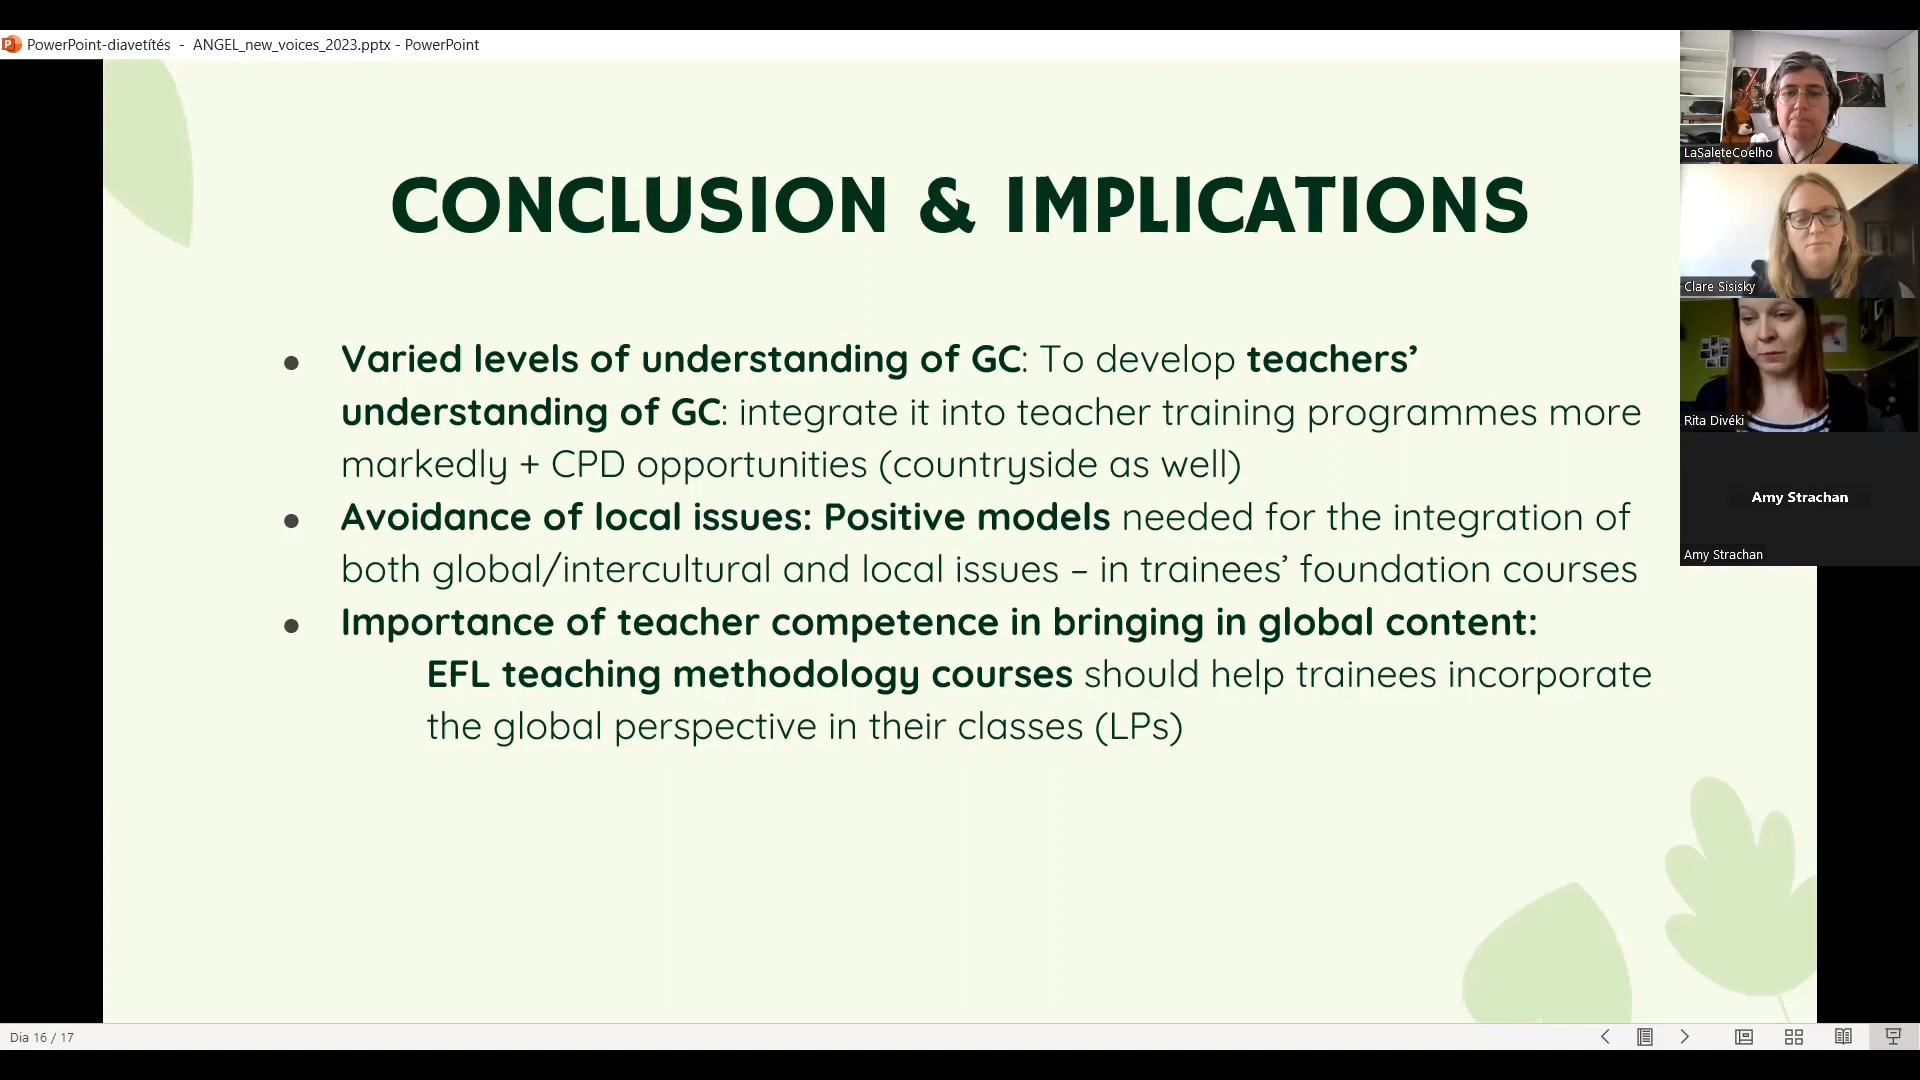 PowerPoint-diavetítés - ANGEL_new_voices_2023.pptx - PowerPoint
CONCLUSION & IMPLICATIONS
● Varied levels of understanding of GC: To develop teachers’
understanding of GC: integrate it into teacher training programmes more
markedly + CPD opportunities (countryside as well)
● Avoidance of local issues: Positive models needed for the integration of
both global/intercultural and local issues – in trainees’ foundation courses
● Importance of teacher competence in bringing in global content:
EFL teaching methodology courses should help trainees incorporate
the global perspective in their classes (LPs)
LaSaleteCoelho
Clare Sisisky
Rita Divéki
Amy Strachan
Amy Strachan
Dia 16 / 17